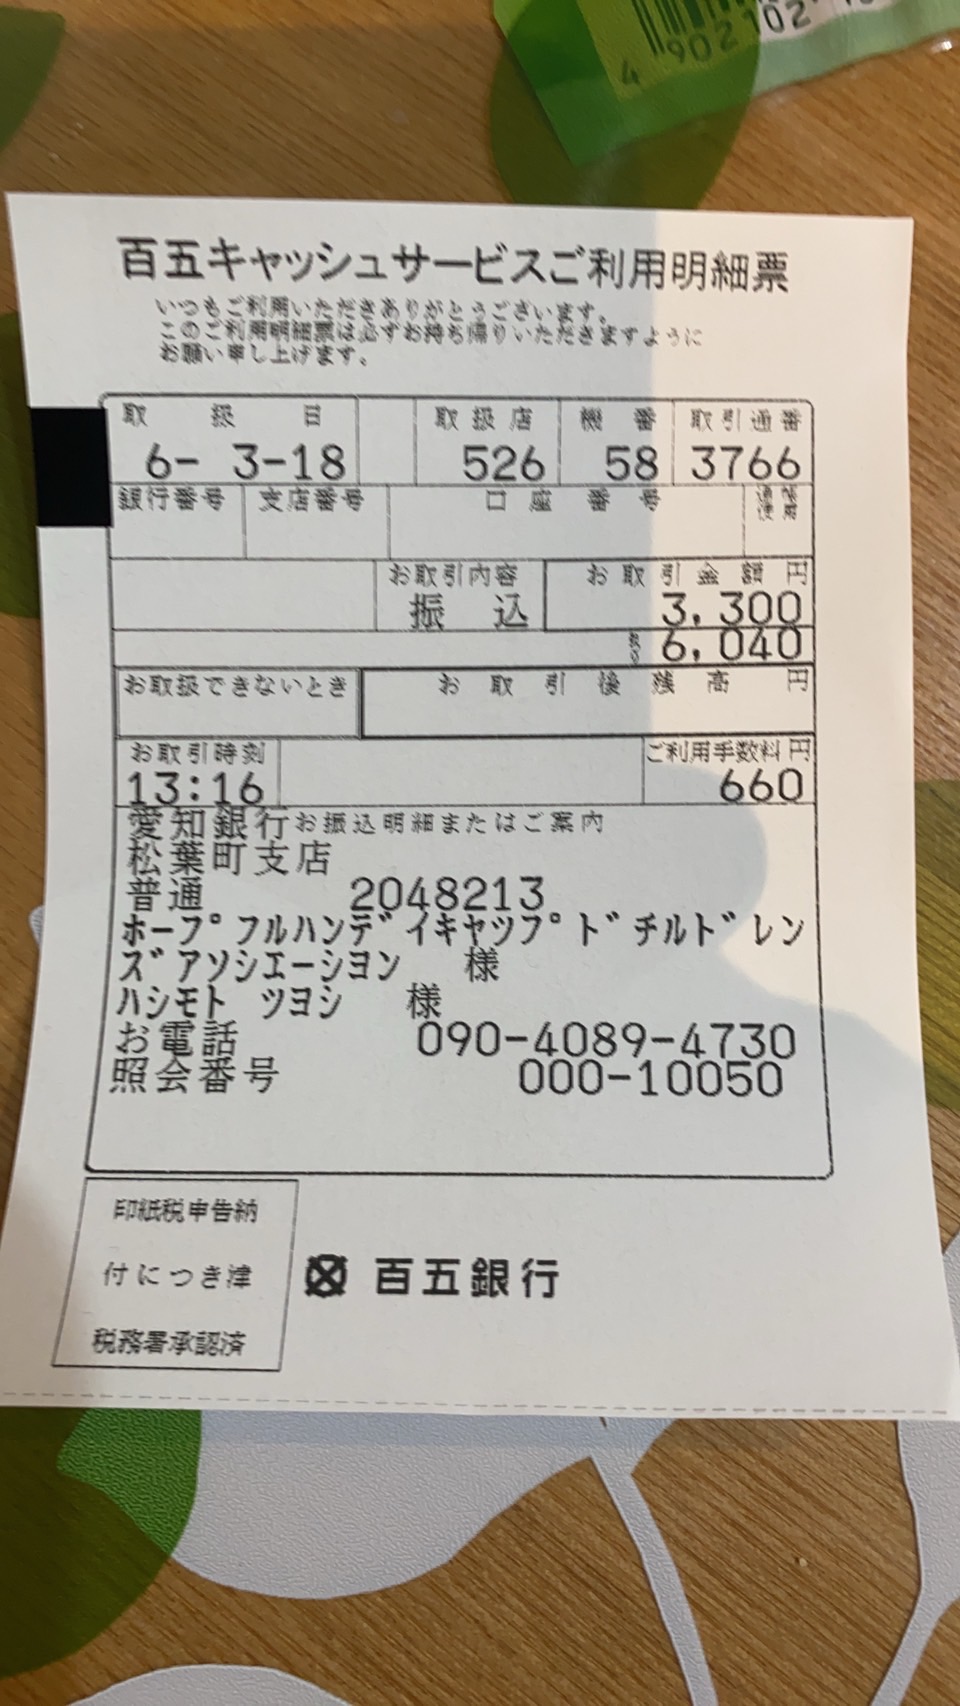 4 902102
百五キャッシュサービスご利用明細票
いつもご利用いただきありがとうございます。
このご利用明細票は必ずお持ち帰りいただきますように
お願い申し上げます。
取扱日 取扱店 機番 取引通番
6- 3-18 526 58 3766
銀行番号 支店番号 口座番号
お取引内容 お取引金額 円
振込 3,300
6,040
お取扱できないとき お取引後残高 円
お取引時刻 ご利用手数料 円
13:16 660
愛知銀行 お振込明細またはご案内
松葉町支店
普通 2048213
ホープフルハンデイキヤツプドチルドレン
ズアソシエーシヨン 様
ハシモト ツヨシ 様
お電話 090-4089-4730
照会番号 000-10050
印紙税申告納
付につき津
税務署承認済
百五銀行